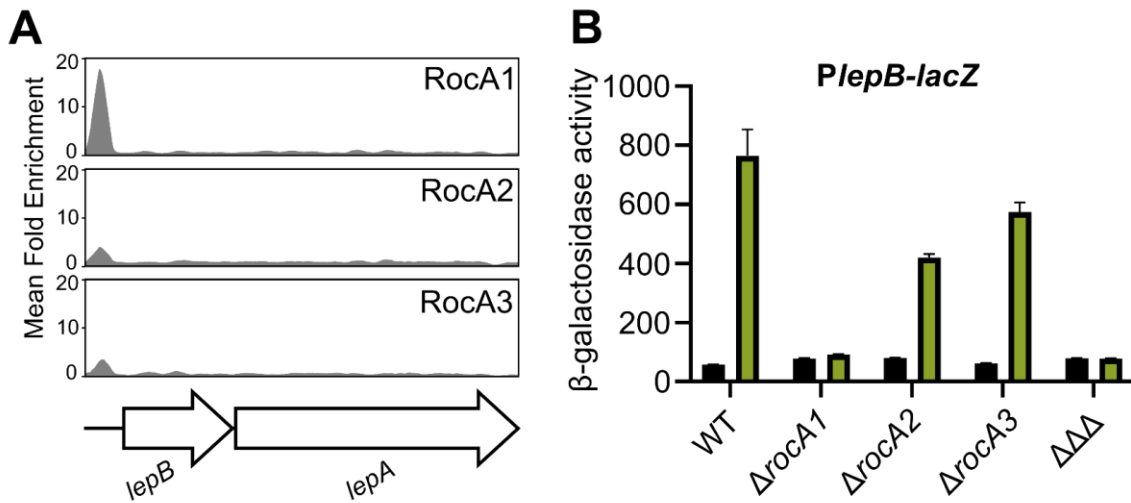 A
Mean Fold Enrichment
20
10
0
RocA1
20
10
0
RocA2
20
10
0
RocA3
lepB
lepA
B
PlepB-lacZ
β-galactosidase activity
1000
800
600
400
200
0
WT
ΔrocA1
ΔrocA2
ΔrocA3
ΔΔΔ